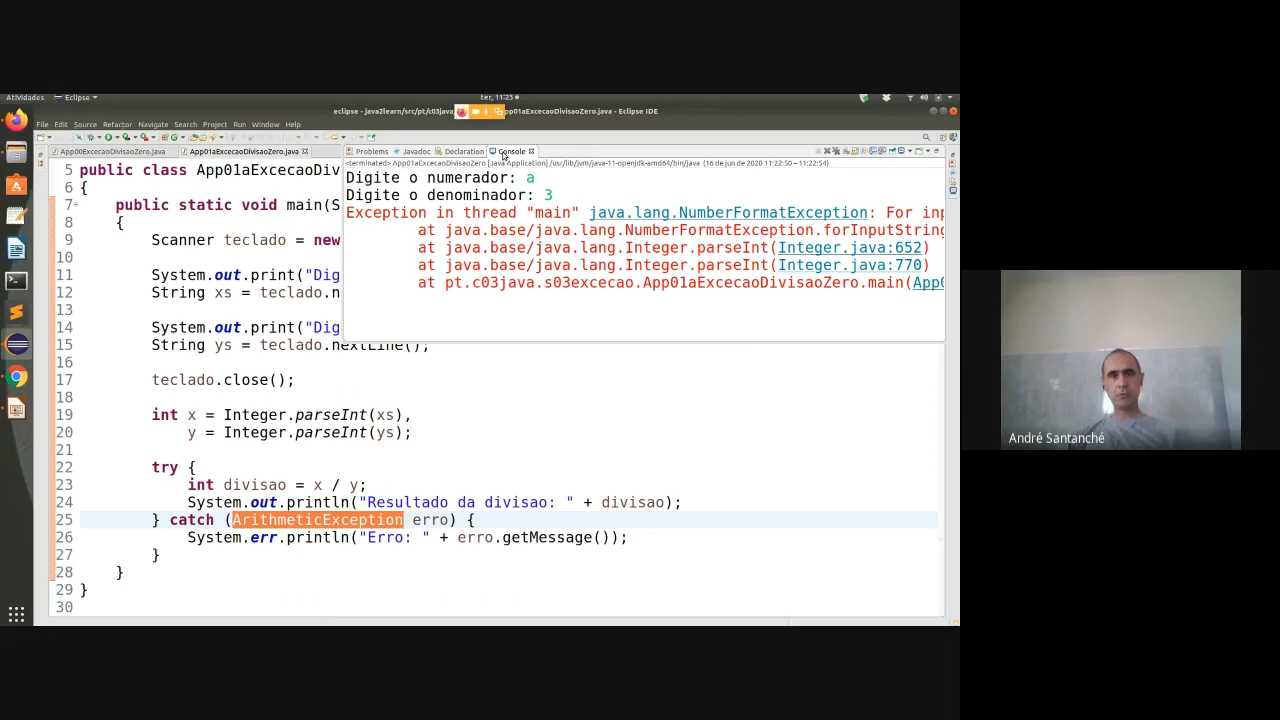 Atividades
Eclipse
ter, 11:23
eclipse - java2learn/src/pt/c03java
App01aExcecaoDivisaoZero.java - Eclipse IDE
File Edit Source Refactor Navigate Search Project Run Window Help
App00ExcecaoDivisaoZero.java
App01aExcecaoDivisaoZero.java
Problems Javadoc Declaration Console
<terminated> App01aExcecaoDivisaoZero [Java Application] /usr/lib/jvm/java-11-openjdk-amd64/bin/java (16 de jun de 2020 11:22:50 – 11:22:54)
Digite o numerador: a
Digite o denominador: 3
Exception in thread "main" java.lang.NumberFormatException: For inp
at java.base/java.lang.NumberFormatException.forInputString
at java.base/java.lang.Integer.parseInt(Integer.java:652)
at java.base/java.lang.Integer.parseInt(Integer.java:770)
at pt.c03java.s03excecao.App01aExcecaoDivisaoZero.main(App0
5 public class App01aExcecaoDiv
6 {
7 public static void main(S
8 {
9 Scanner teclado = new
10
11 System.out.print("Dig
12 String xs = teclado.n
13
14 System.out.print("Dig
15 String ys = teclado.nextLine();
16
17 teclado.close();
18
19 int x = Integer.parseInt(xs),
20 y = Integer.parseInt(ys);
21
22 try {
23 int divisao = x / y;
24 System.out.println("Resultado da divisao: " + divisao);
25 } catch (ArithmeticException erro) {
26 System.err.println("Erro: " + erro.getMessage());
27 }
28 }
29 }
30
André Santanché